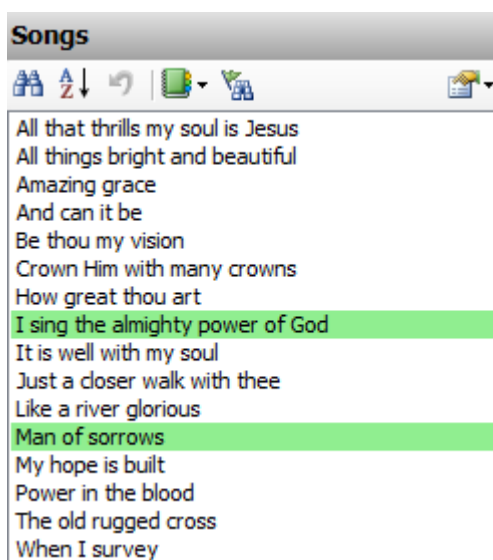 Songs
A
Z
All that thrills my soul is Jesus
All things bright and beautiful
Amazing grace
And can it be
Be thou my vision
Crown Him with many crowns
How great thou art
I sing the almighty power of God
It is well with my soul
Just a closer walk with thee
Like a river glorious
Man of sorrows
My hope is built
Power in the blood
The old rugged cross
When I survey